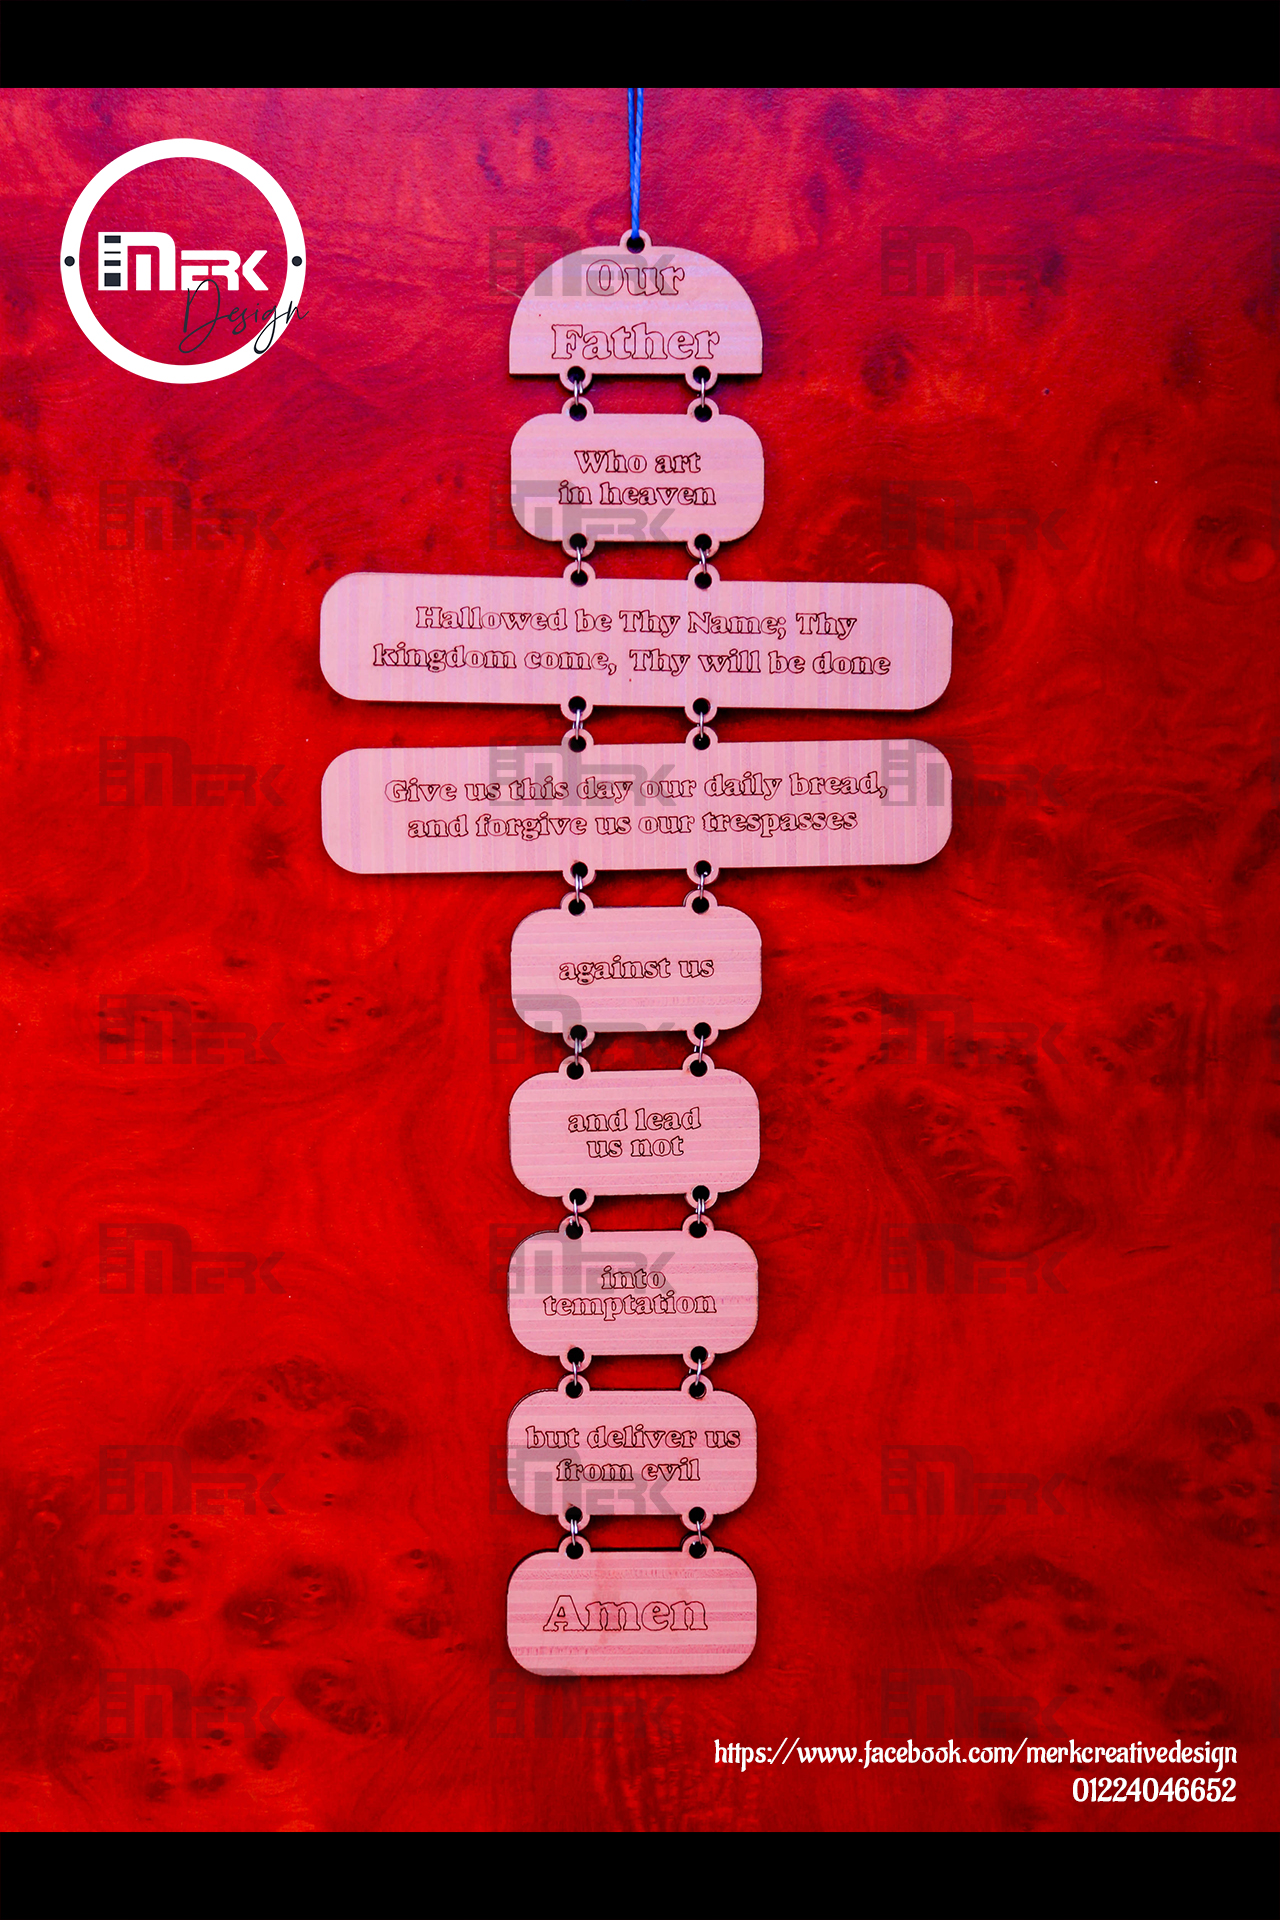 MERK
Design
Our
Father
Who art
in heaven
Hallowed be Thy Name; Thy
kingdom come, Thy will be done
Give us this day our daily bread,
and forgive us our trespasses
against us
and lead
us not
into
temptation
but deliver us
from evil
Amen
https://www.facebook.com/merkcreativedesign
01224046652